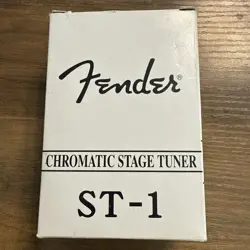 Fender®
CHROMATIC STAGE TUNER
ST-1